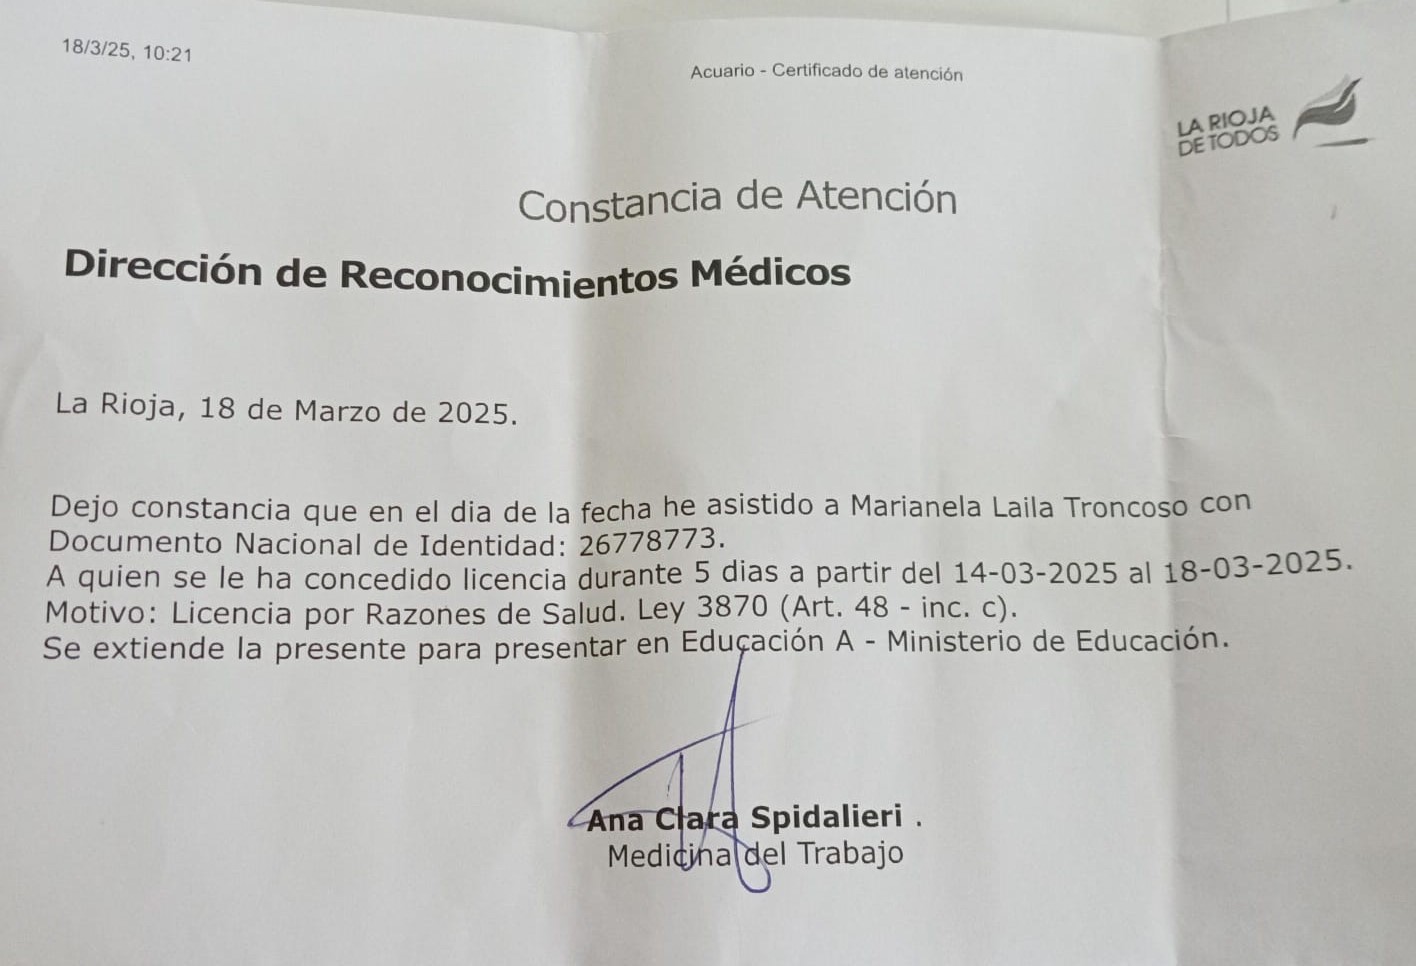 18/3/25, 10:21
Acuario - Certificado de atención
LA RIOJA
DE TODOS
Constancia de Atención
Dirección de Reconocimientos Médicos
La Rioja, 18 de Marzo de 2025.
Dejo constancia que en el dia de la fecha he asistido a Marianela Laila Troncoso con
Documento Nacional de Identidad: 26778773.
A quien se le ha concedido licencia durante 5 dias a partir del 14-03-2025 al 18-03-2025.
Motivo: Licencia por Razones de Salud. Ley 3870 (Art. 48 - inc. c).
Se extiende la presente para presentar en Educación A - Ministerio de Educación.
Ana Clara Spidalieri .
Medicina del Trabajo